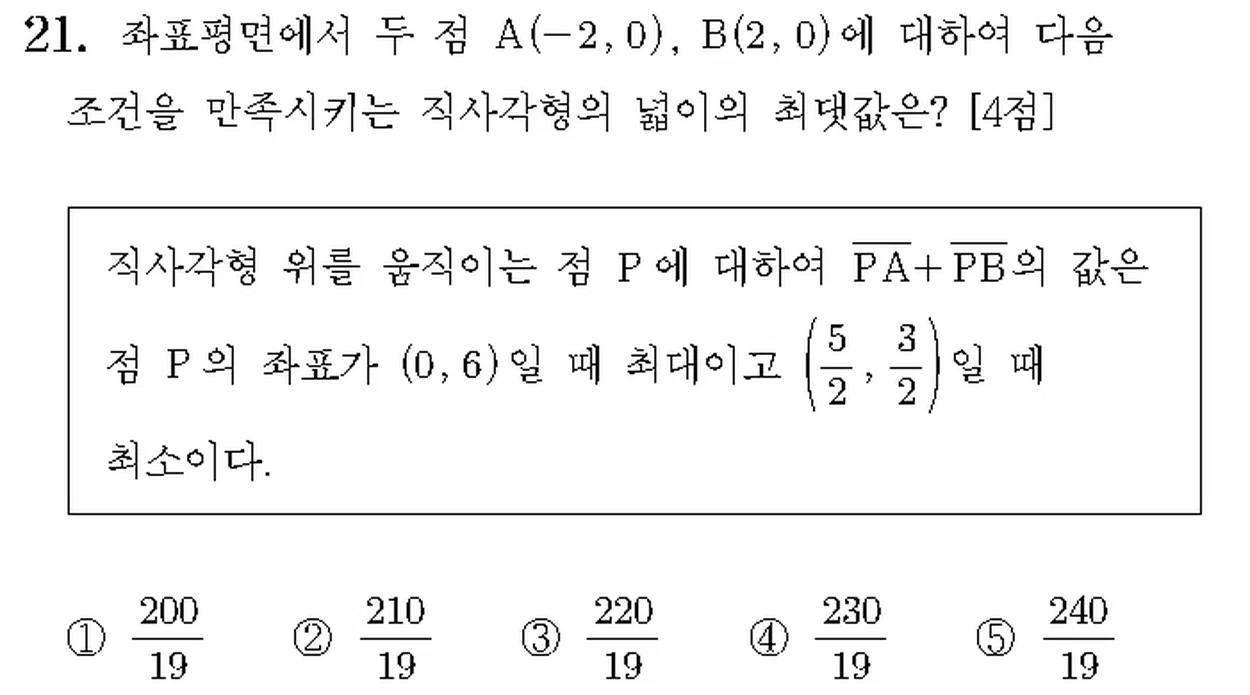 21. 좌표평면에서 두 점 A(−2, 0), B(2, 0)에 대하여 다음
조건을 만족시키는 직사각형의 넓이의 최댓값은? [4점]
직사각형 위를 움직이는 점 P에 대하여 \overline{PA}+\overline{PB}의 값은
점 P의 좌표가 (0, 6)일 때 최대이고 (5/2, 3/2)일 때
최소이다.
① 200/19 ② 210/19 ③ 220/19 ④ 230/19 ⑤ 240/19